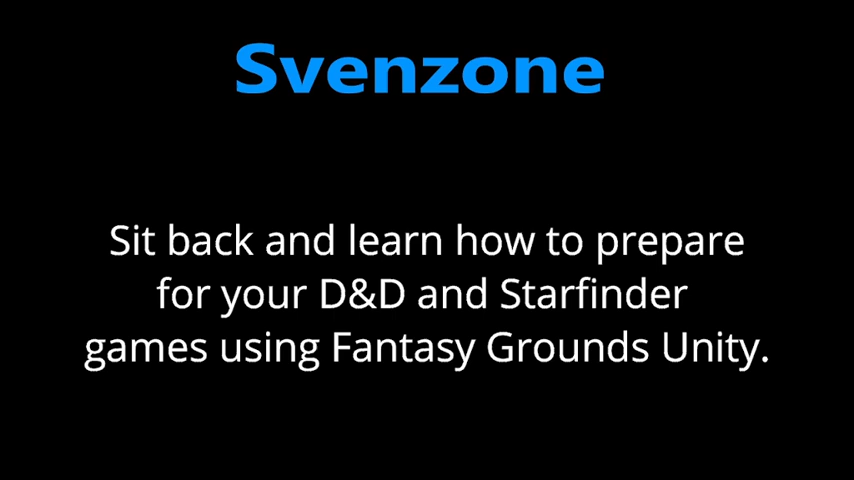 Svenzone
Sit back and learn how to prepare
for your D&D and Starfinder
games using Fantasy Grounds Unity.